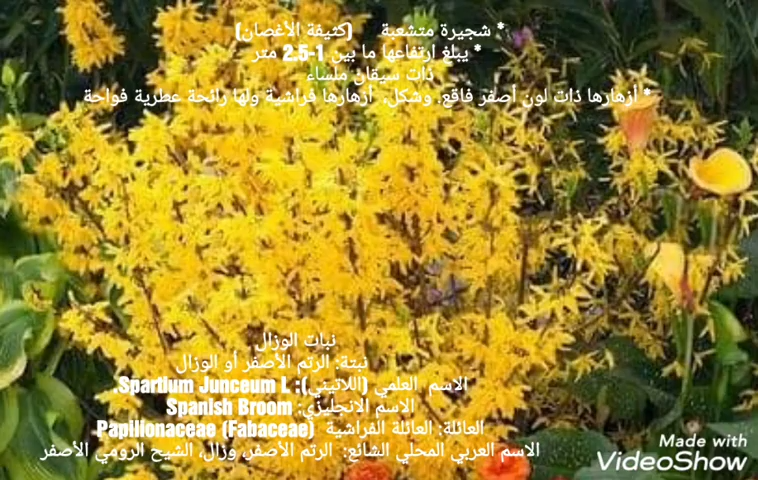 * شجيرة متشعبة (كثيفة الأغصان)
* يبلغ إرتفاعها ما بين 1-2.5 متر
ذات سيقان ملساء
* أزهارها ذات لون أصفر فاقع, وشكل، أزهارها فراشية ولها رائحة عطرية فواحة
نبات الوزال
نبتة: الرتم الأصفر أو الوزال
الاسم العلمي (اللاتيني): Spartium Junceum L.
الاسم الانجليزي: Spanish Broom
العائلة: العائلة الفراشية Papilionaceae (Fabaceae)
الاسم العربي المحلي الشائع: الرتم الأصفر، وزال، الشيح الرومي الأصفر
Made with
VideoShow